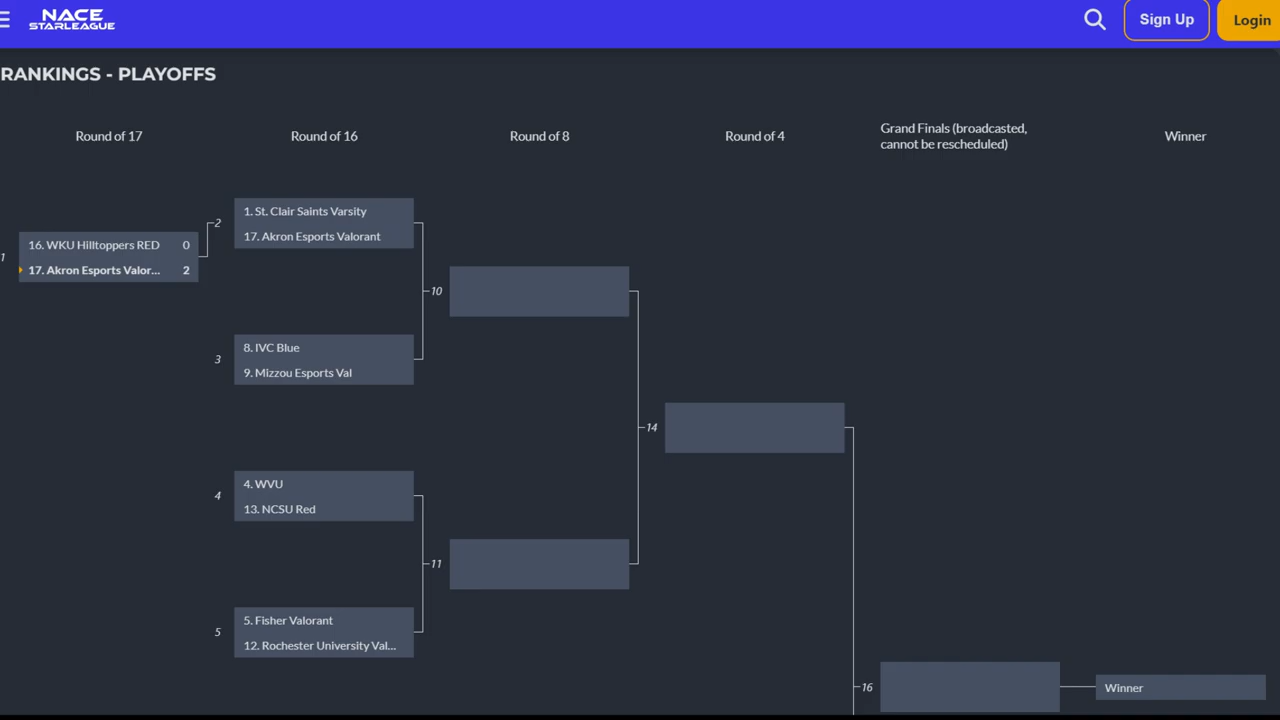 NACE
STARLEAGUE
Sign Up
Login
RANKINGS - PLAYOFFS
Round of 17
Round of 16
Round of 8
Round of 4
Grand Finals (broadcasted,
cannot be rescheduled)
Winner
1
16. WKU Hilltoppers RED 0
17. Akron Esports Valor... 2
2
1. St. Clair Saints Varsity
17. Akron Esports Valorant
10
3
8. IVC Blue
9. Mizzou Esports Val
14
4
4. WVU
13. NCSU Red
11
5
5. Fisher Valorant
12. Rochester University Val...
16
Winner